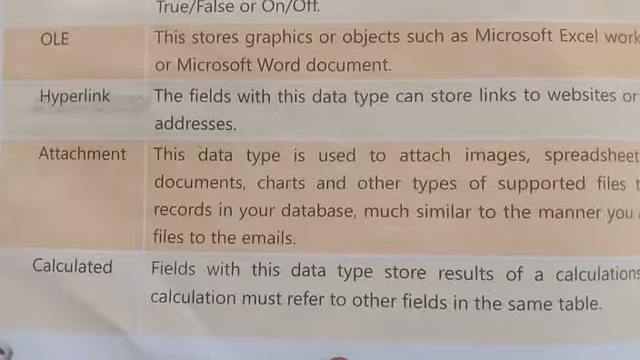 True/False or On/Off.
OLE This stores graphics or objects such as Microsoft Excel work
or Microsoft Word document.
Hyperlink The fields with this data type can store links to websites or
addresses.
Attachment This data type is used to attach images, spreadsheet
documents, charts and other types of supported files t
records in your database, much similar to the manner you
files to the emails.
Calculated Fields with this data type store results of a calculations
calculation must refer to other fields in the same table.